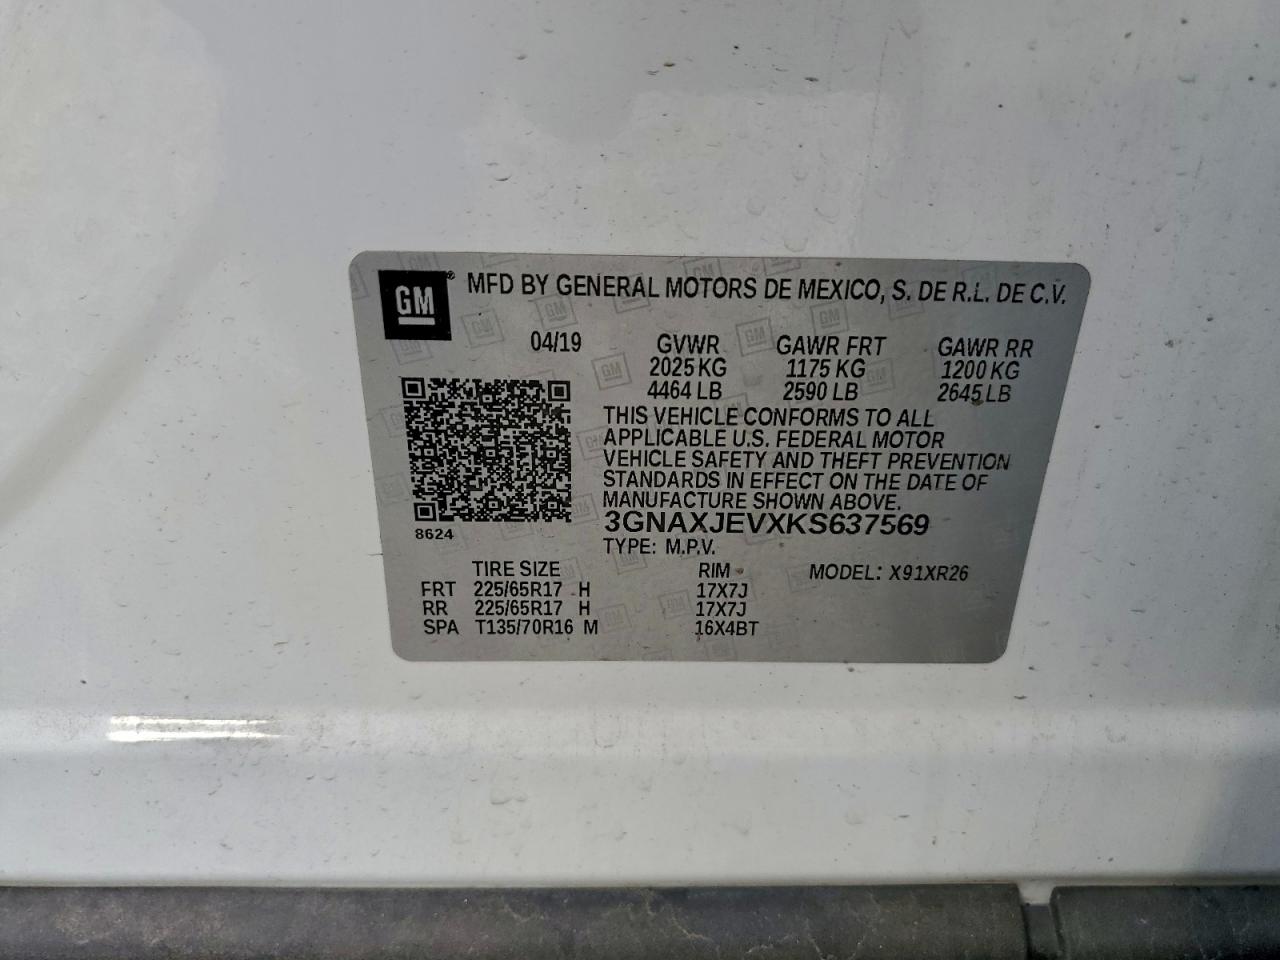 GM® MFD BY GENERAL MOTORS DE MEXICO, S. DE R.L. DE C.V.
04/19 GVWR GAWR FRT GAWR RR
2025 KG 1175 KG 1200 KG
4464 LB 2590 LB 2645 LB
THIS VEHICLE CONFORMS TO ALL
APPLICABLE U.S. FEDERAL MOTOR
VEHICLE SAFETY AND THEFT PREVENTION
STANDARDS IN EFFECT ON THE DATE OF
MANUFACTURE SHOWN ABOVE.
3GNAXJEVXKS637569
8624
TYPE: M.P.V.
TIRE SIZE RIM MODEL: X91XR26
FRT 225/65R17 H 17X7J
RR 225/65R17 H 17X7J
SPA T135/70R16 M 16X4BT